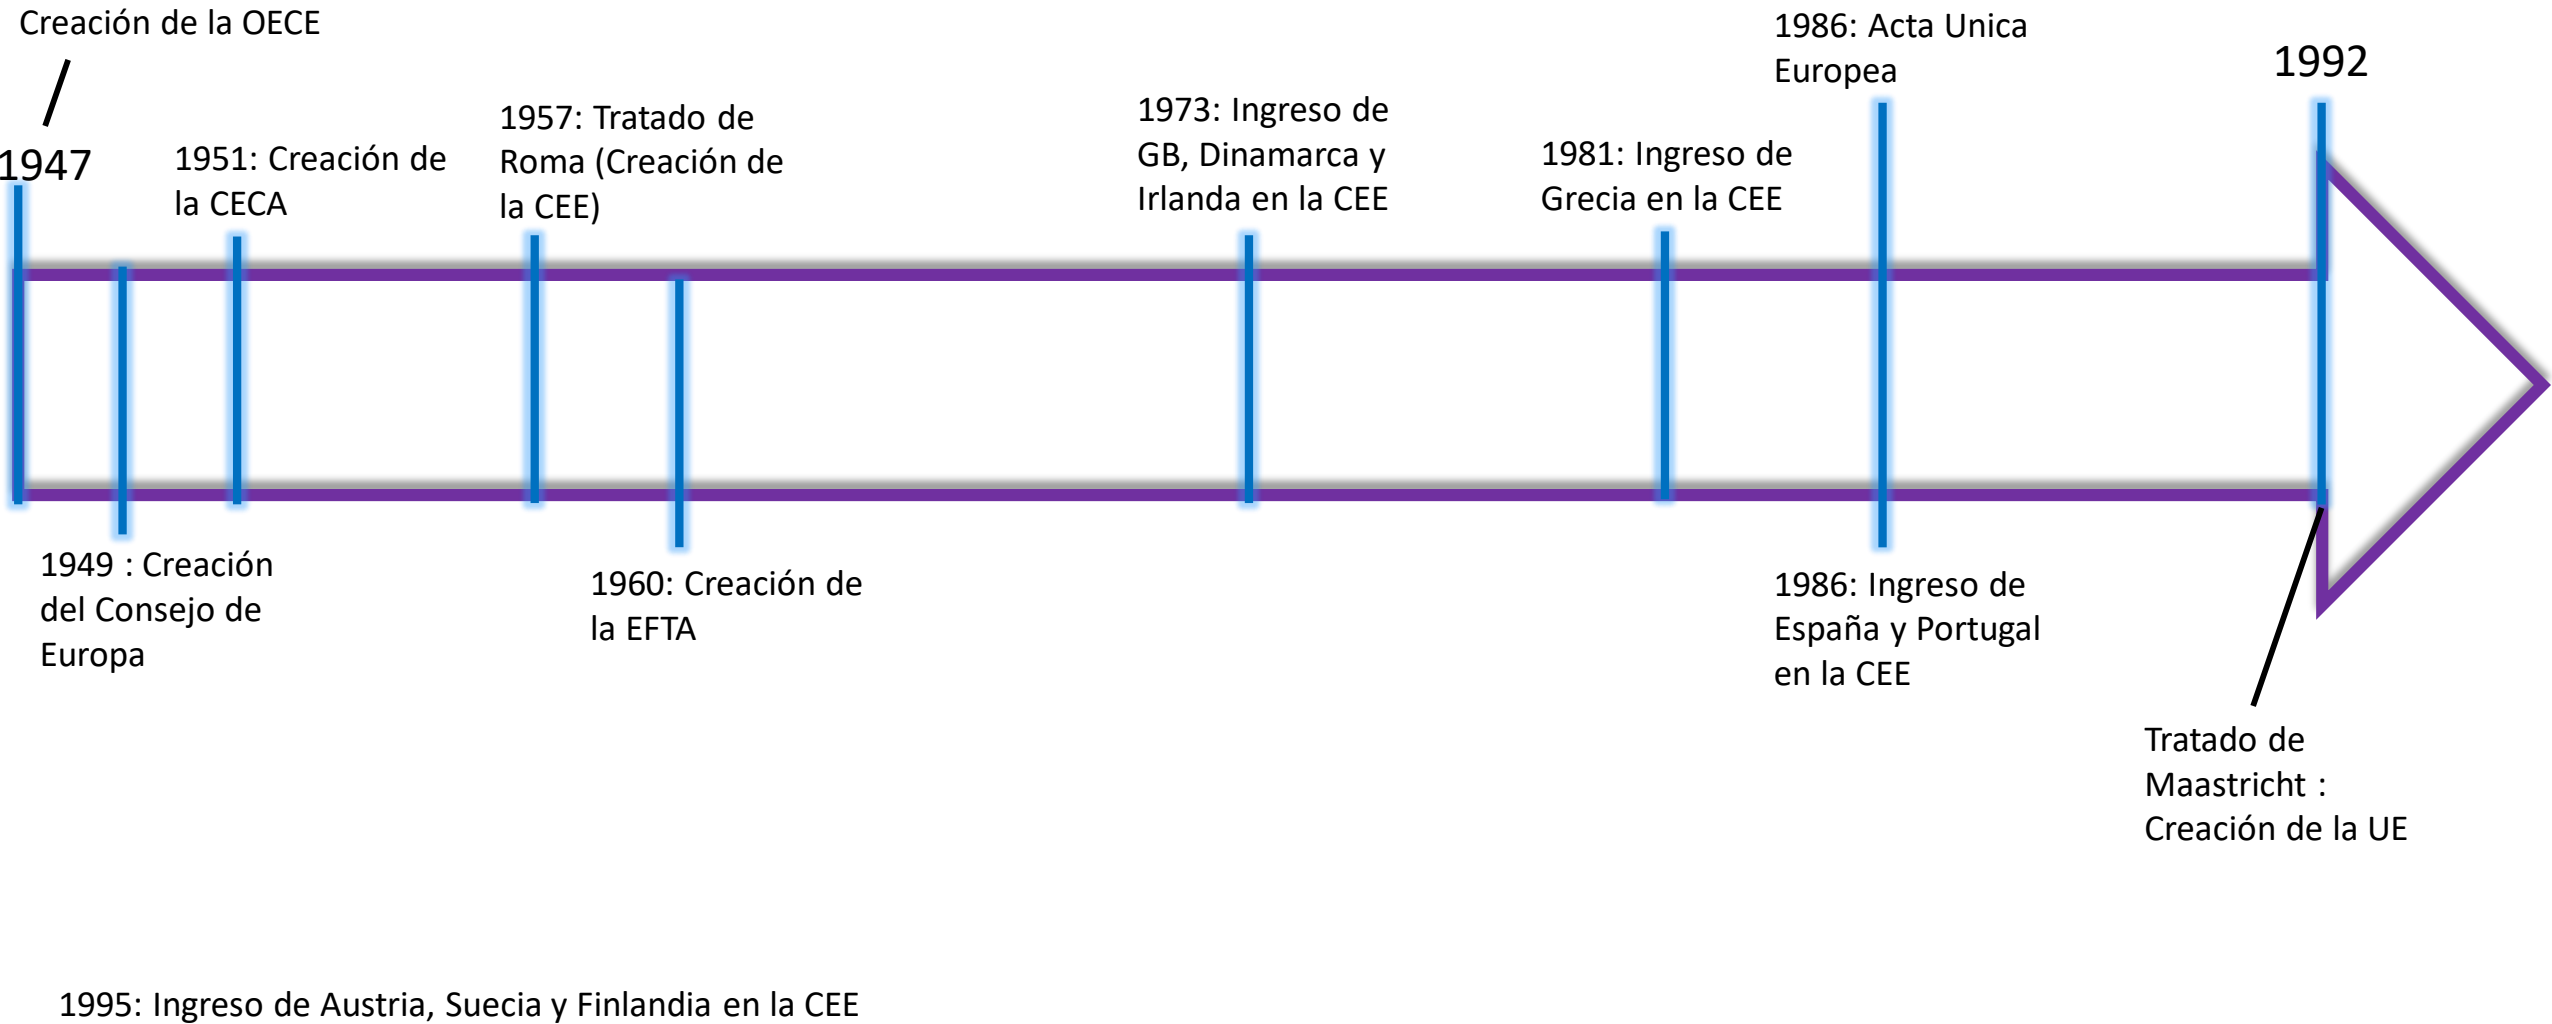 Creación de la OECE
1947
1949 : Creación
del Consejo de
Europa
1951: Creación de
la CECA
1957: Tratado de
Roma (Creación de
la CEE)
1960: Creación de
la EFTA
1973: Ingreso de
GB, Dinamarca y
Irlanda en la CEE
1981: Ingreso de
Grecia en la CEE
1986: Acta Unica
Europea
1986: Ingreso de
España y Portugal
en la CEE
1992
Tratado de
Maastricht :
Creación de la UE
1995: Ingreso de Austria, Suecia y Finlandia en la CEE